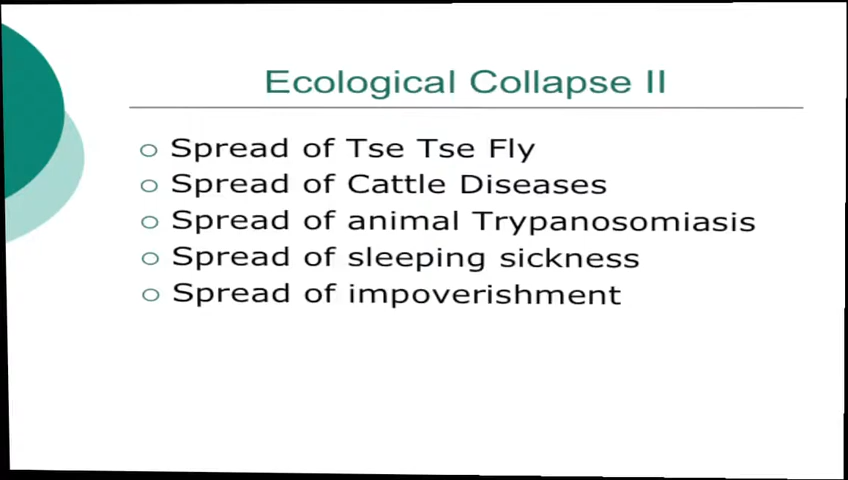 Ecological Collapse II
Spread of Tse Tse Fly
Spread of Cattle Diseases
Spread of animal Trypanosomiasis
Spread of sleeping sickness
Spread of impoverishment